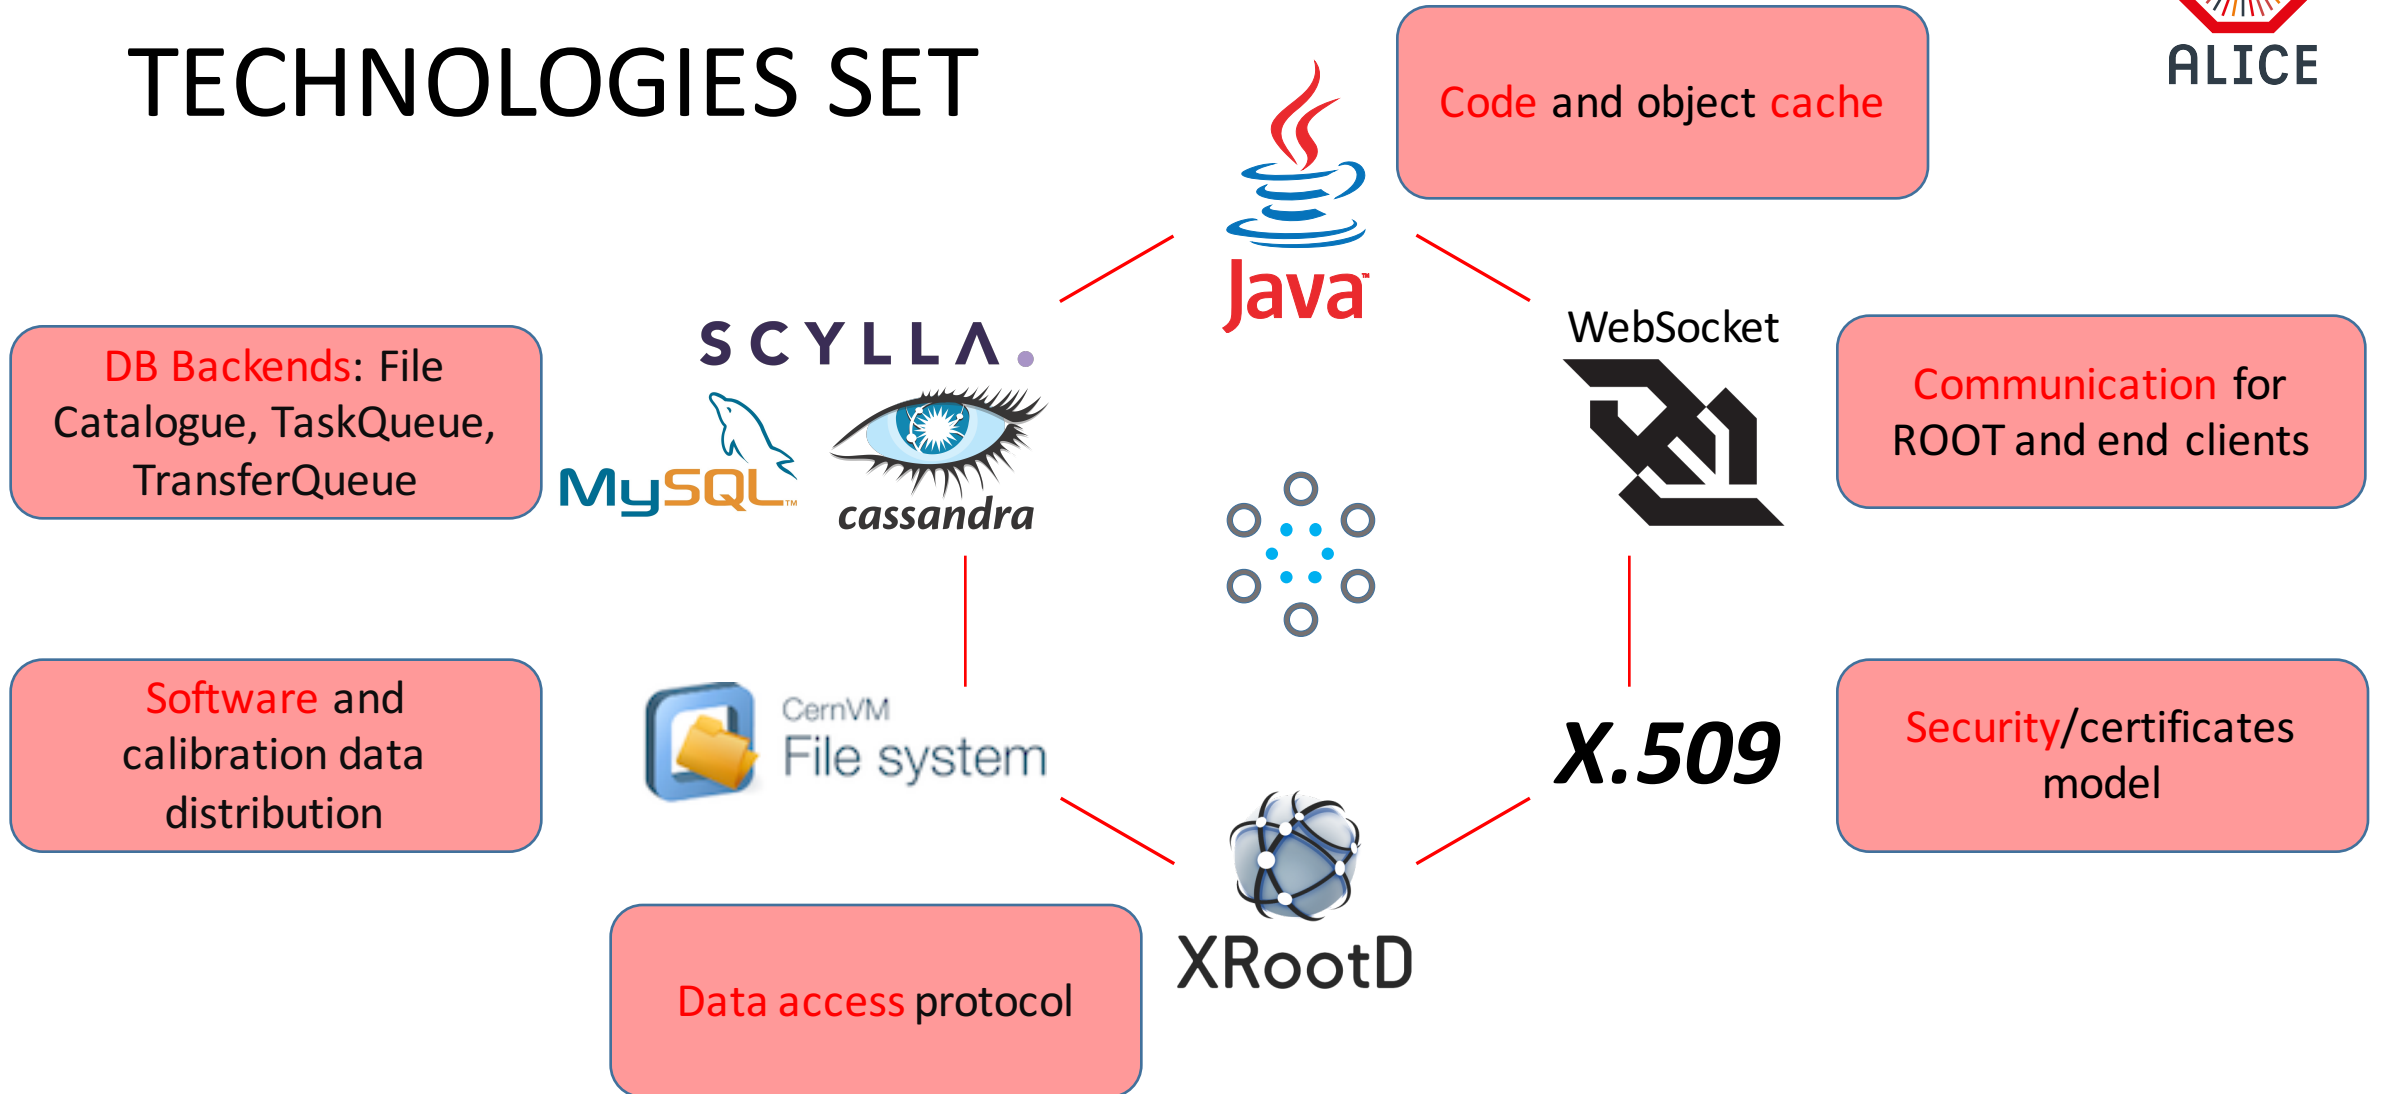 TECHNOLOGIES SET
Code and object cache
ALICE
Java™
SCYLLA.
WebSocket
DB Backends: File
Catalogue, TaskQueue,
TransferQueue
MySQL™
cassandra
Communication for
ROOT and end clients
Software and
calibration data
distribution
CernVM
File system
X.509
Security/certificates
model
XRootD
Data access protocol